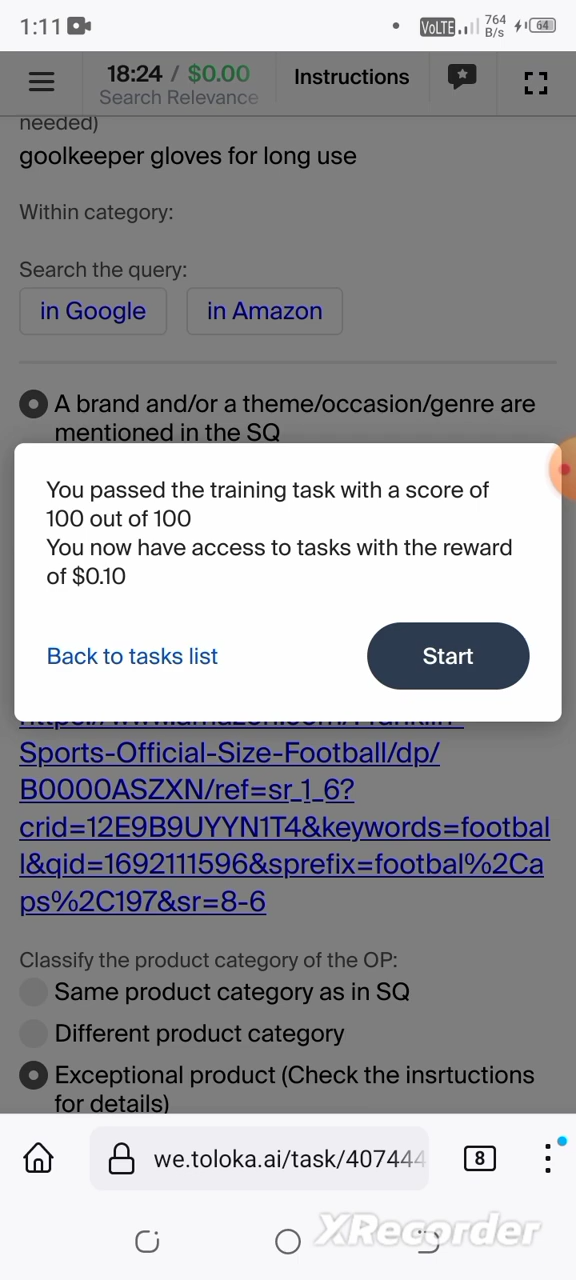 1:11
VoLTE
764
B/s
64
18:24 / $0.00
Search Relevance
Instructions
needed)
goolkeeper gloves for long use
Within category:
Search the query:
in Google
in Amazon
A brand and/or a theme/occasion/genre are
mentioned in the SQ
You passed the training task with a score of
100 out of 100
You now have access to tasks with the reward
of $0.10
Back to tasks list
Start
Sports-Official-Size-Football/dp/
B0000ASZXN/ref=sr_1_6?
crid=12E9B9UYYN1T4&keywords=footbal
l&qid=1692111596&sprefix=footbal%2Ca
ps%2C197&sr=8-6
Classify the product category of the OP:
Same product category as in SQ
Different product category
Exceptional product (Check the insrtuctions
for details)
we.toloka.ai/task/407444
8
XRecorder